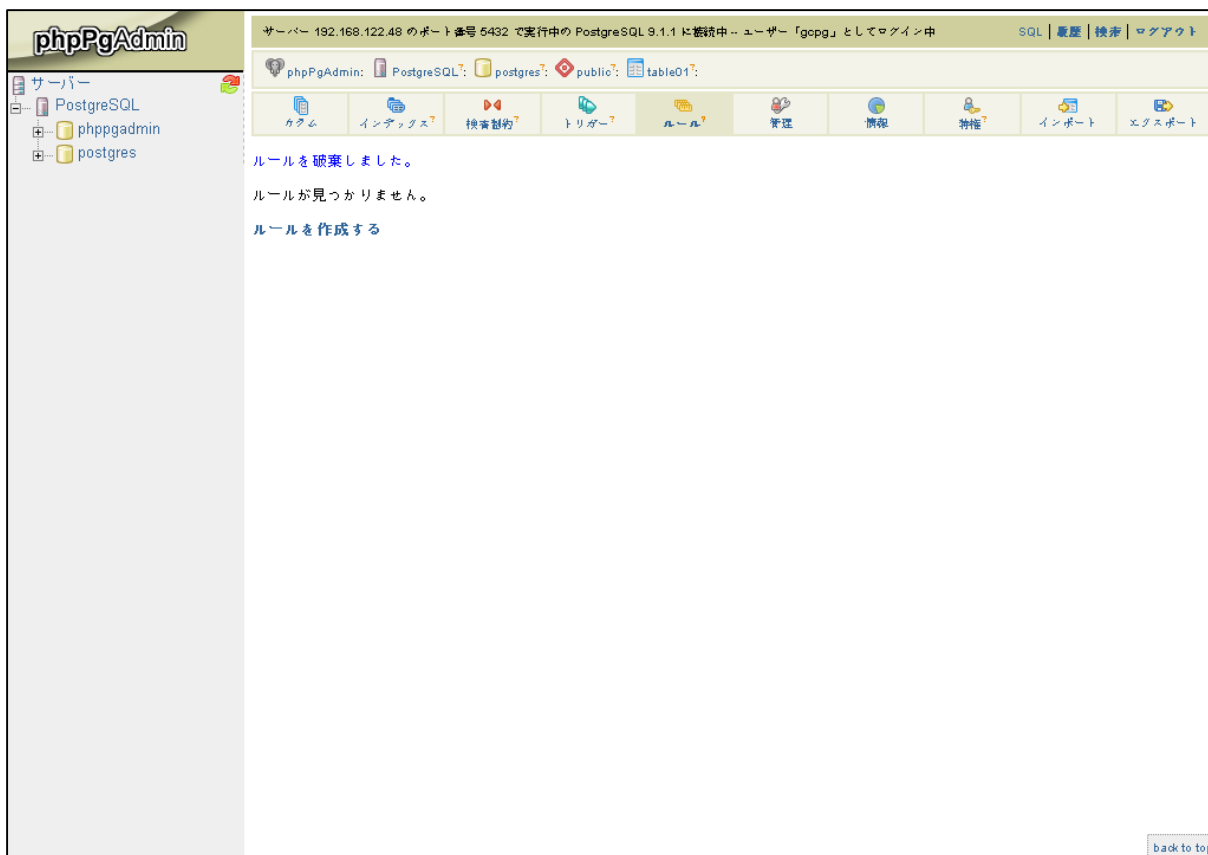 phpPgAdmin
サーバー
PostgreSQL
phppgadmin
postgres
サーバー 192.168.122.48 のポート番号 5432 で実行中の PostgreSQL 9.1.1 に接続中 -- ユーザー「gopg」としてログイン中
SQL | 履歴 | 検索 | ログアウト
phpPgAdmin: PostgreSQL?: postgres?: public?: table01?:
カラム インデックス? 検査制約? トリガー? ルール? 管理 情報 特権? インポート エクスポート
ルールを破棄しました。
ルールが見つかりません。
ルールを作成する
back to top